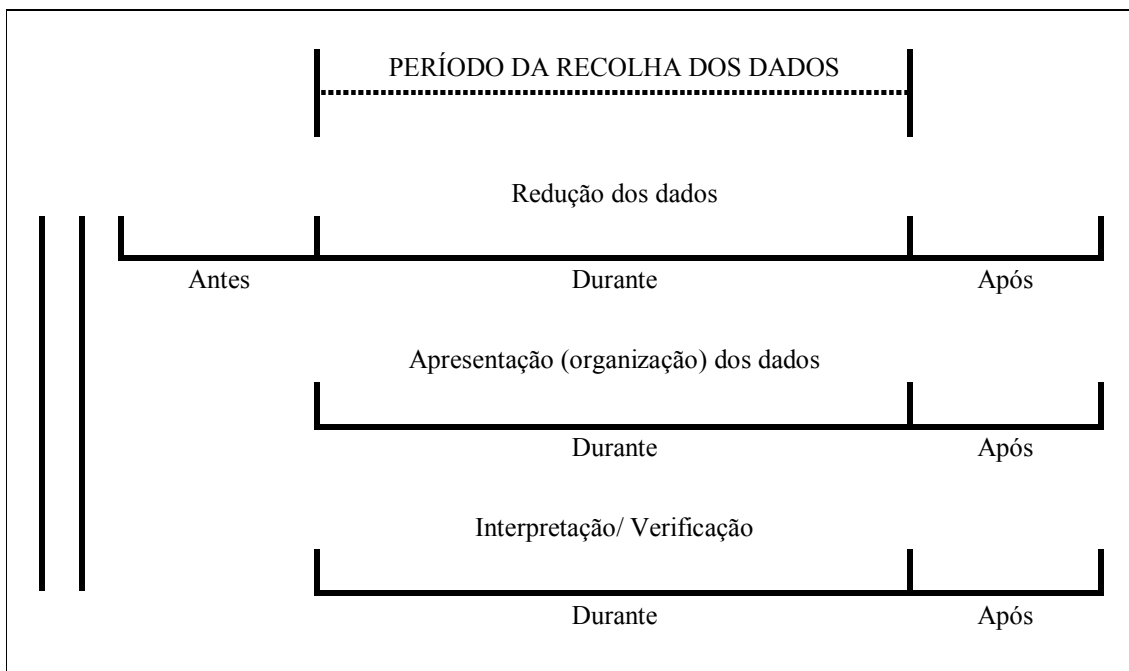 PERÍODO DA RECOLHA DOS DADOS
Redução dos dados
Antes Durante Após
Apresentação (organização) dos dados
Durante Após
Interpretação/ Verificação
Durante Após